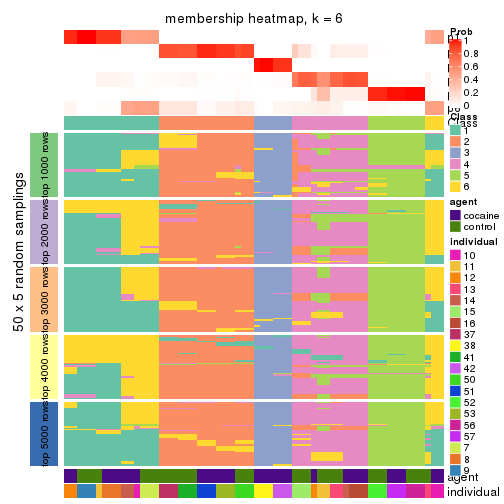 membership heatmap, k = 6
50 x 5 random samplings
top 1000 rows
top 2000 rows
top 3000 rows
top 4000 rows
top 5000 rows
p1
Class
agent
individual
Prob
1
0.8
0.6
0.4
0.2
0
Class
1
2
3
4
5
6
agent
cocaine
control
individual
10
11
12
13
14
15
16
37
38
41
42
50
51
52
53
56
57
7
8
9